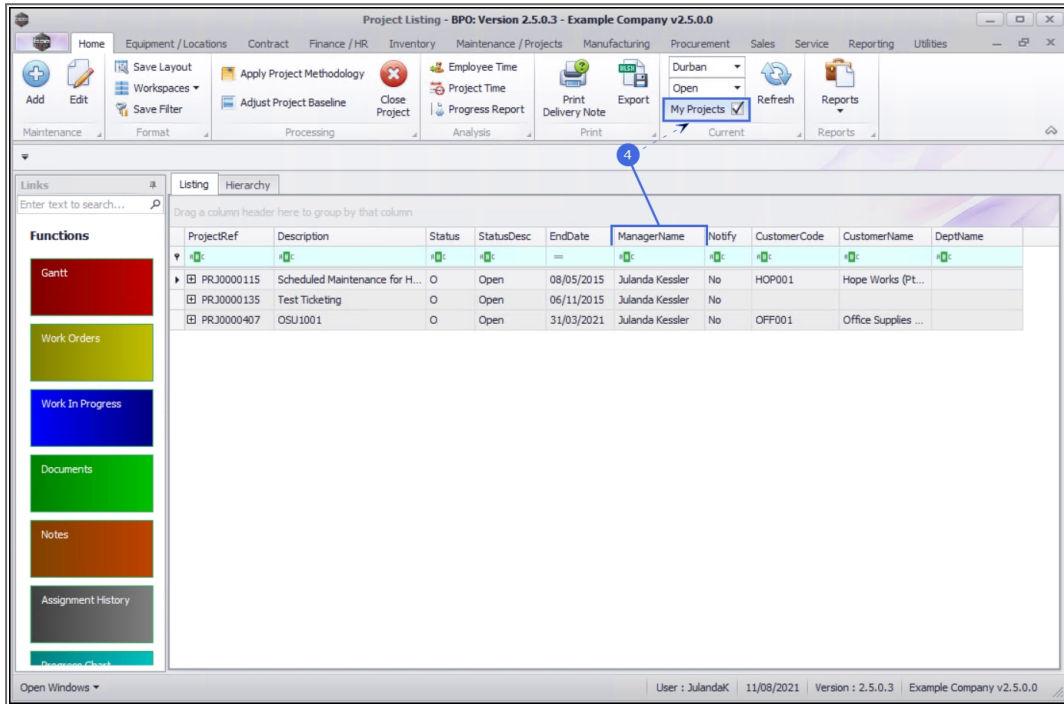 Project Listing - BPO: Version 2.5.0.3 - Example Company v2.5.0.0
Home Equipment / Locations Contract Finance / HR Inventory Maintenance / Projects Manufacturing Procurement Sales Service Reporting Utilities
Add
Edit
Maintenance
Save Layout
Workspaces
Save Filter
Format
Apply Project Methodology
Adjust Project Baseline
Close Project
Processing
Employee Time
Project Time
Progress Report
Analysis
Print Delivery Note
Export
Print
Durban
Open
My Projects
Refresh
Current
Reports
Reports
4
Links
Enter text to search...
Functions
Gantt
Work Orders
Work In Progress
Documents
Notes
Assignment History
Progress Chart
Listing Hierarchy
Drag a column header here to group by that column
ProjectRef Description Status StatusDesc EndDate ManagerName Notify CustomerCode CustomerName DeptName
PRJ0000115 Scheduled Maintenance for H... O Open 08/05/2015 Julanda Kessler No HOP001 Hope Works (Pt...
PRJ0000135 Test Ticketing O Open 06/11/2015 Julanda Kessler No
PRJ0000407 OSU1001 O Open 31/03/2021 Julanda Kessler No OFF001 Office Supplies ...
Open Windows User : JulandaK 11/08/2021 Version : 2.5.0.3 Example Company v2.5.0.0